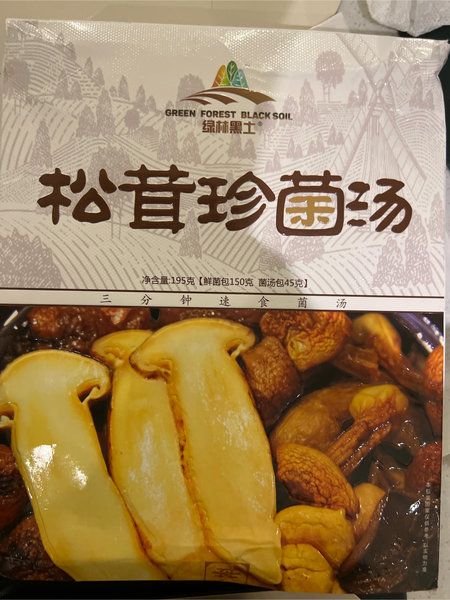 GREEN FOREST BLACK SOIL
绿林黑土®
松茸珍菌汤
净含量:195克【鲜菌包150克 菌汤包45克】
三分钟速食菌汤